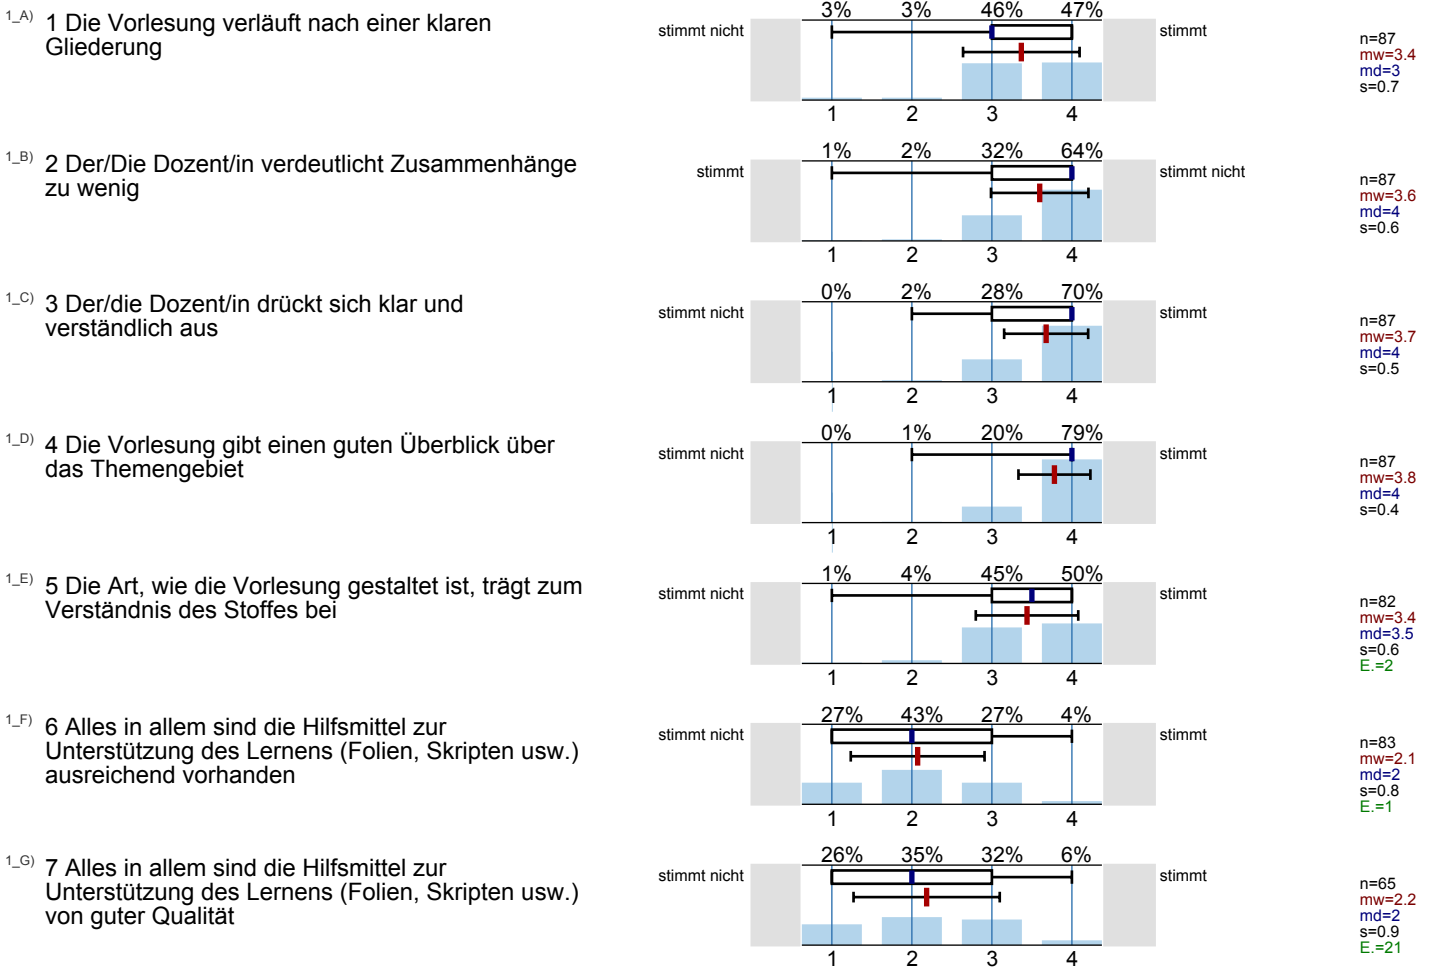 1_A) 1 Die Vorlesung verläuft nach einer klaren
Gliederung
3% 3% 46% 47%
stimmt nicht stimmt
1 2 3 4
n=87
mw=3.4
md=3
s=0.7
1_B) 2 Der/Die Dozent/in verdeutlicht Zusammenhänge
zu wenig
1% 2% 32% 64%
stimmt stimmt nicht
1 2 3 4
n=87
mw=3.6
md=4
s=0.6
1_C) 3 Der/die Dozent/in drückt sich klar und
verständlich aus
0% 2% 28% 70%
stimmt nicht stimmt
1 2 3 4
n=87
mw=3.7
md=4
s=0.5
1_D) 4 Die Vorlesung gibt einen guten Überblick über
das Themengebiet
0% 1% 20% 79%
stimmt nicht stimmt
1 2 3 4
n=87
mw=3.8
md=4
s=0.4
1_E) 5 Die Art, wie die Vorlesung gestaltet ist, trägt zum
Verständnis des Stoffes bei
1% 4% 45% 50%
stimmt nicht stimmt
1 2 3 4
n=82
mw=3.4
md=3.5
s=0.6
E.=2
1_F) 6 Alles in allem sind die Hilfsmittel zur
Unterstützung des Lernens (Folien, Skripten usw.)
ausreichend vorhanden
27% 43% 27% 4%
stimmt nicht stimmt
1 2 3 4
n=83
mw=2.1
md=2
s=0.8
E.=1
1_G) 7 Alles in allem sind die Hilfsmittel zur
Unterstützung des Lernens (Folien, Skripten usw.)
von guter Qualität
26% 35% 32% 6%
stimmt nicht stimmt
1 2 3 4
n=65
mw=2.2
md=2
s=0.9
E.=21